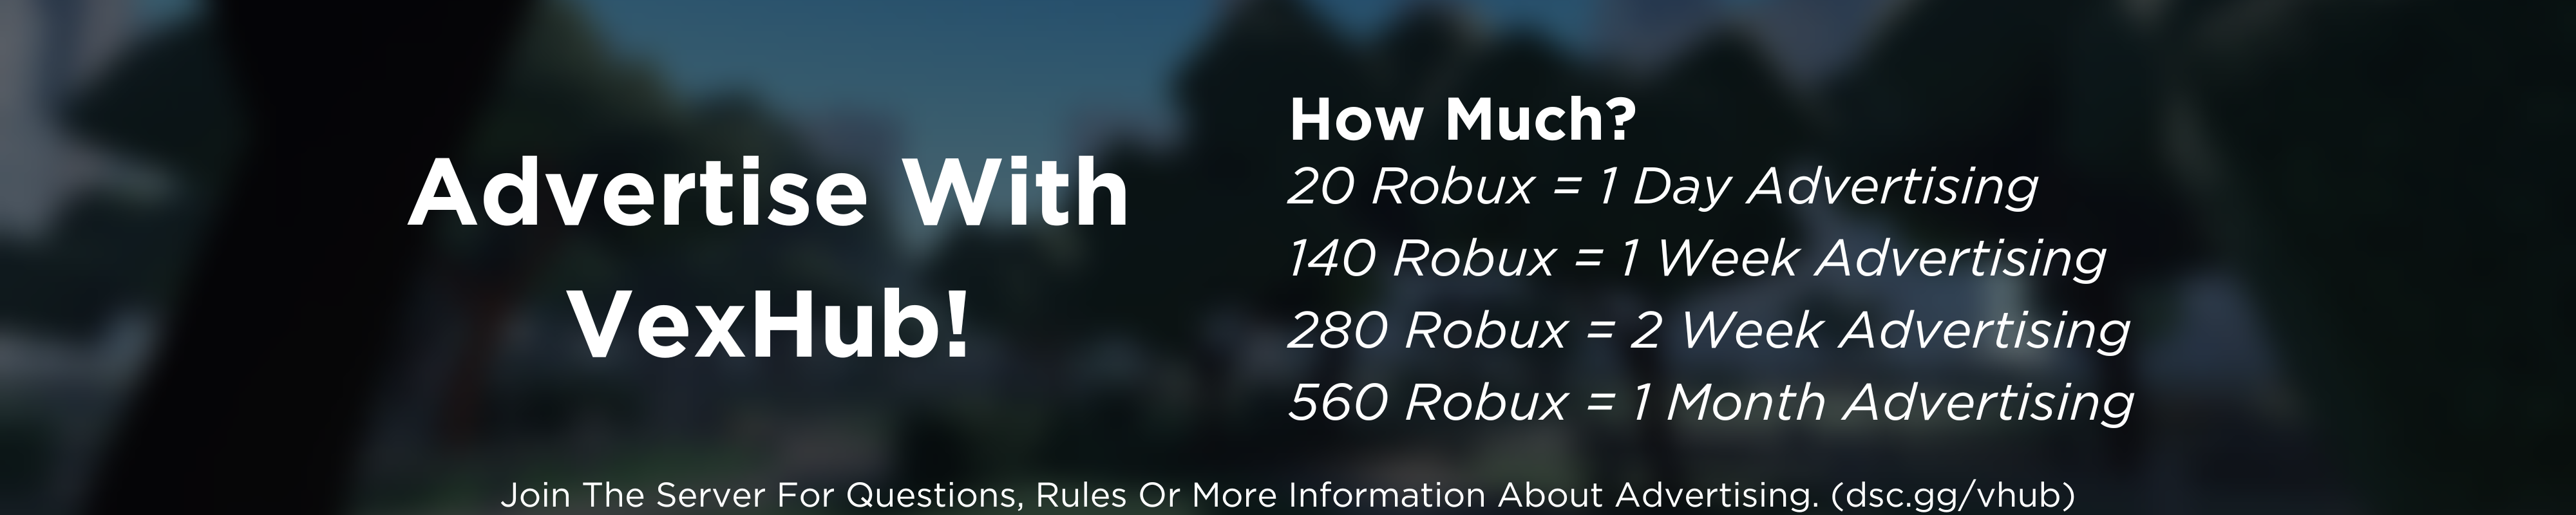 Advertise With
VexHub!
How Much?
20 Robux = 1 Day Advertising
140 Robux = 1 Week Advertising
280 Robux = 2 Week Advertising
560 Robux = 1 Month Advertising
Join The Server For Questions, Rules Or More Information About Advertising. (dsc.gg/vhub)